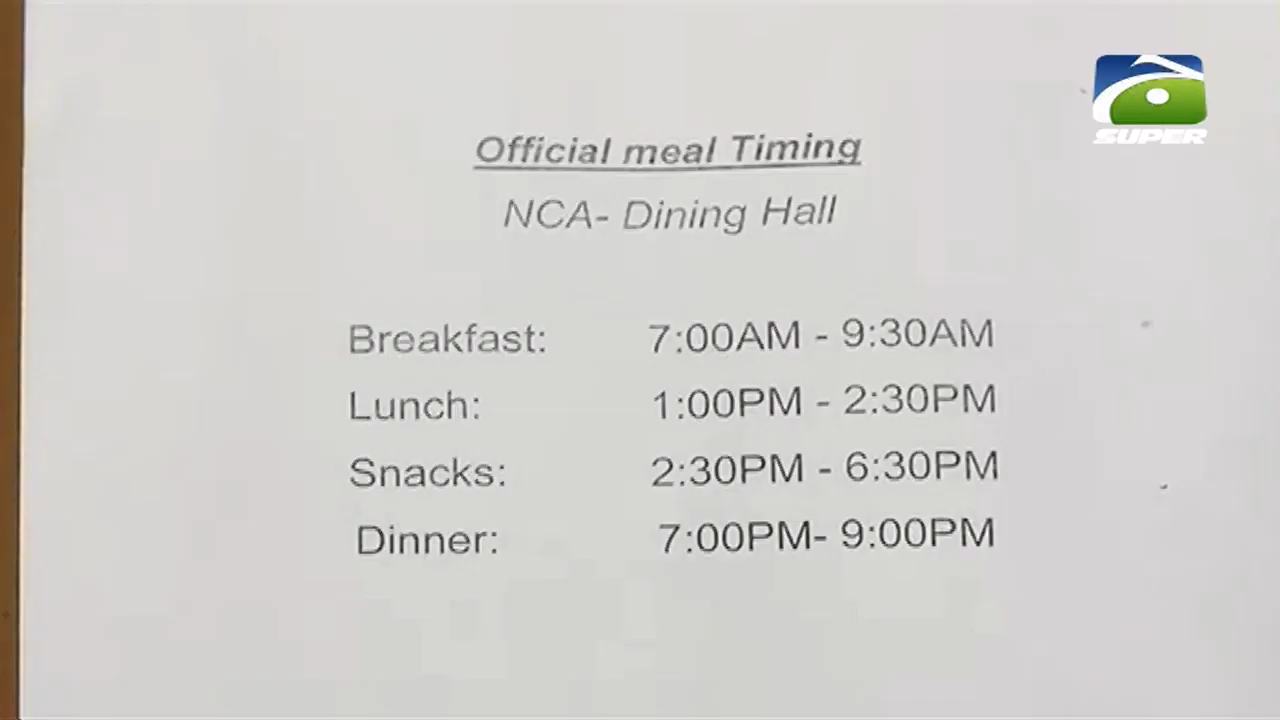 SUPER
Official meal Timing
NCA- Dining Hall
Breakfast: 7:00AM - 9:30AM
Lunch: 1:00PM - 2:30PM
Snacks: 2:30PM - 6:30PM
Dinner: 7:00PM- 9:00PM